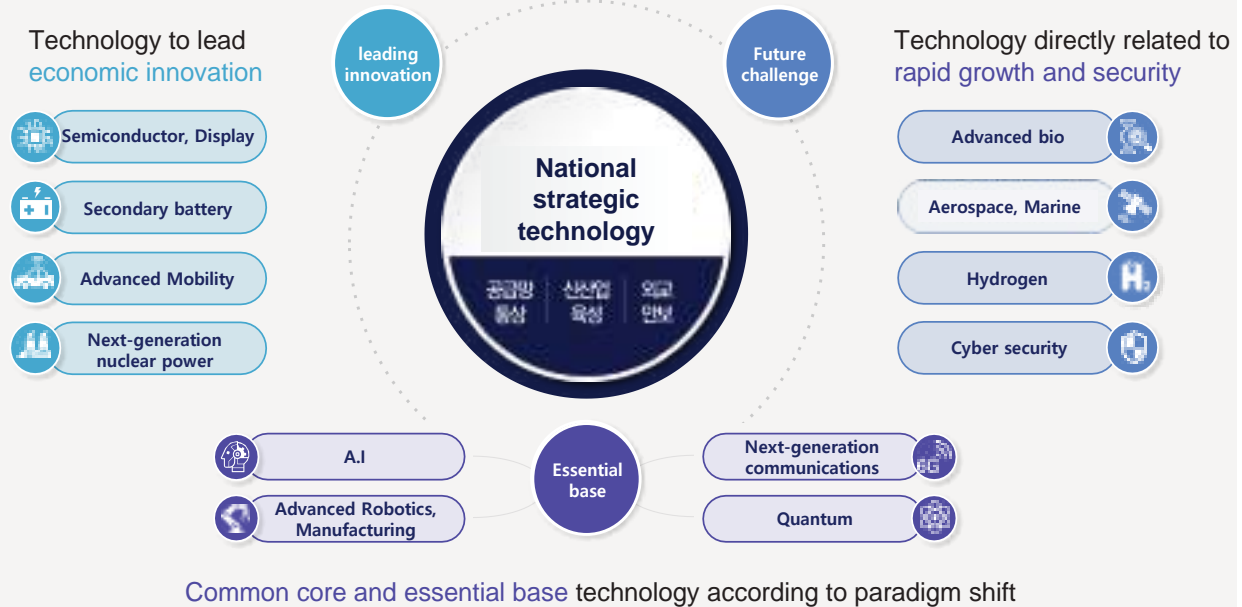 Technology to lead
economic innovation
leading
innovation
Future
challenge
Technology directly related to
rapid growth and security
Semiconductor, Display
Secondary battery
Advanced Mobility
Next-generation
nuclear power
National
strategic
technology
공급망 신산업 외교
통상 육성 안보
Advanced bio
Aerospace, Marine
Hydrogen
H₂
Cyber security
A.I
Advanced Robotics,
Manufacturing
Essential
base
Next-generation
communications
6G
Quantum
Common core and essential base technology according to paradigm shift